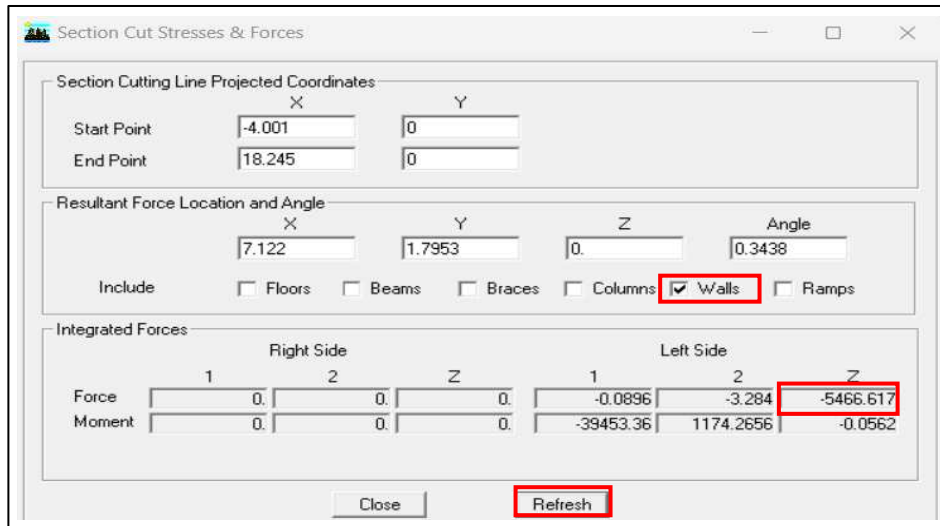 Section Cut Stresses & Forces
Section Cutting Line Projected Coordinates
X Y
Start Point -4.001 0
End Point 18.245 0
Resultant Force Location and Angle
X Y Z Angle
7.122 1.7953 0. 0.3438
Include Floors Beams Braces Columns Walls Ramps
Integrated Forces
Right Side Left Side
1 2 Z 1 2 Z
Force 0. 0. 0. -0.0896 -3.284 -5466.617
Moment 0. 0. 0. -39453.36 1174.2656 -0.0562
Close Refresh